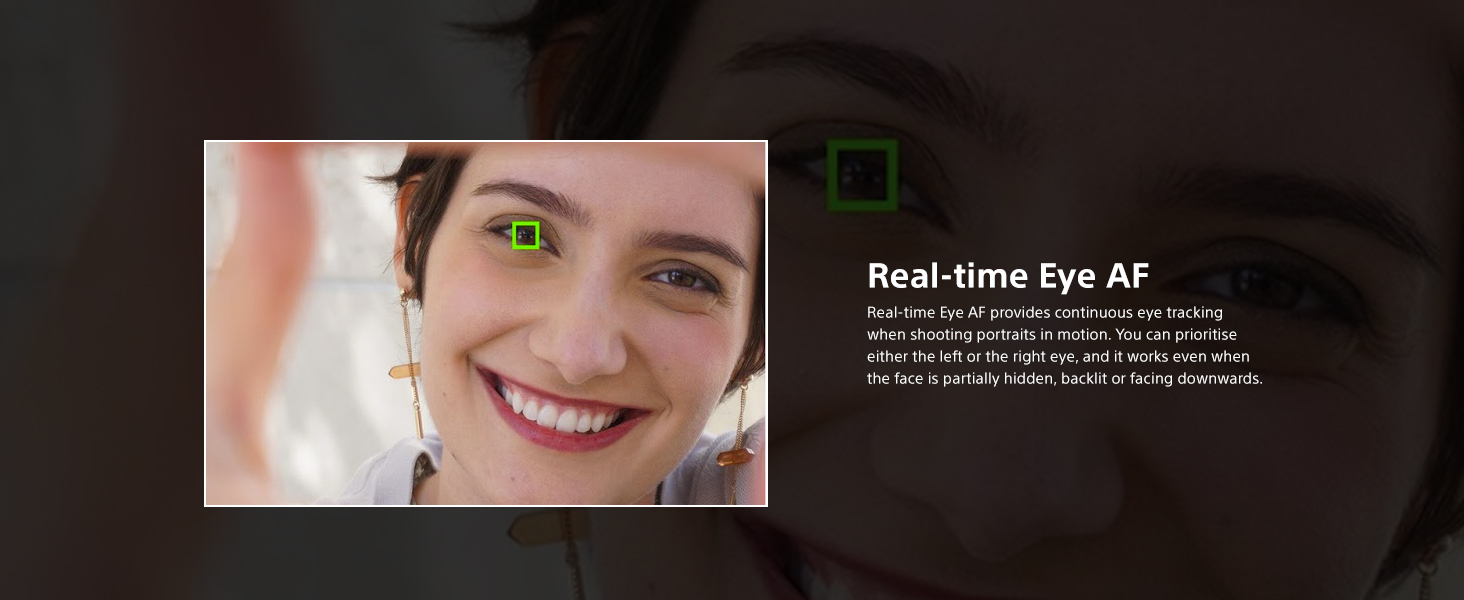 Real-time Eye AF
Real-time Eye AF provides continuous eye tracking
when shooting portraits in motion. You can prioritise
either the left or the right eye, and it works even when
the face is partially hidden, backlit or facing downwards.